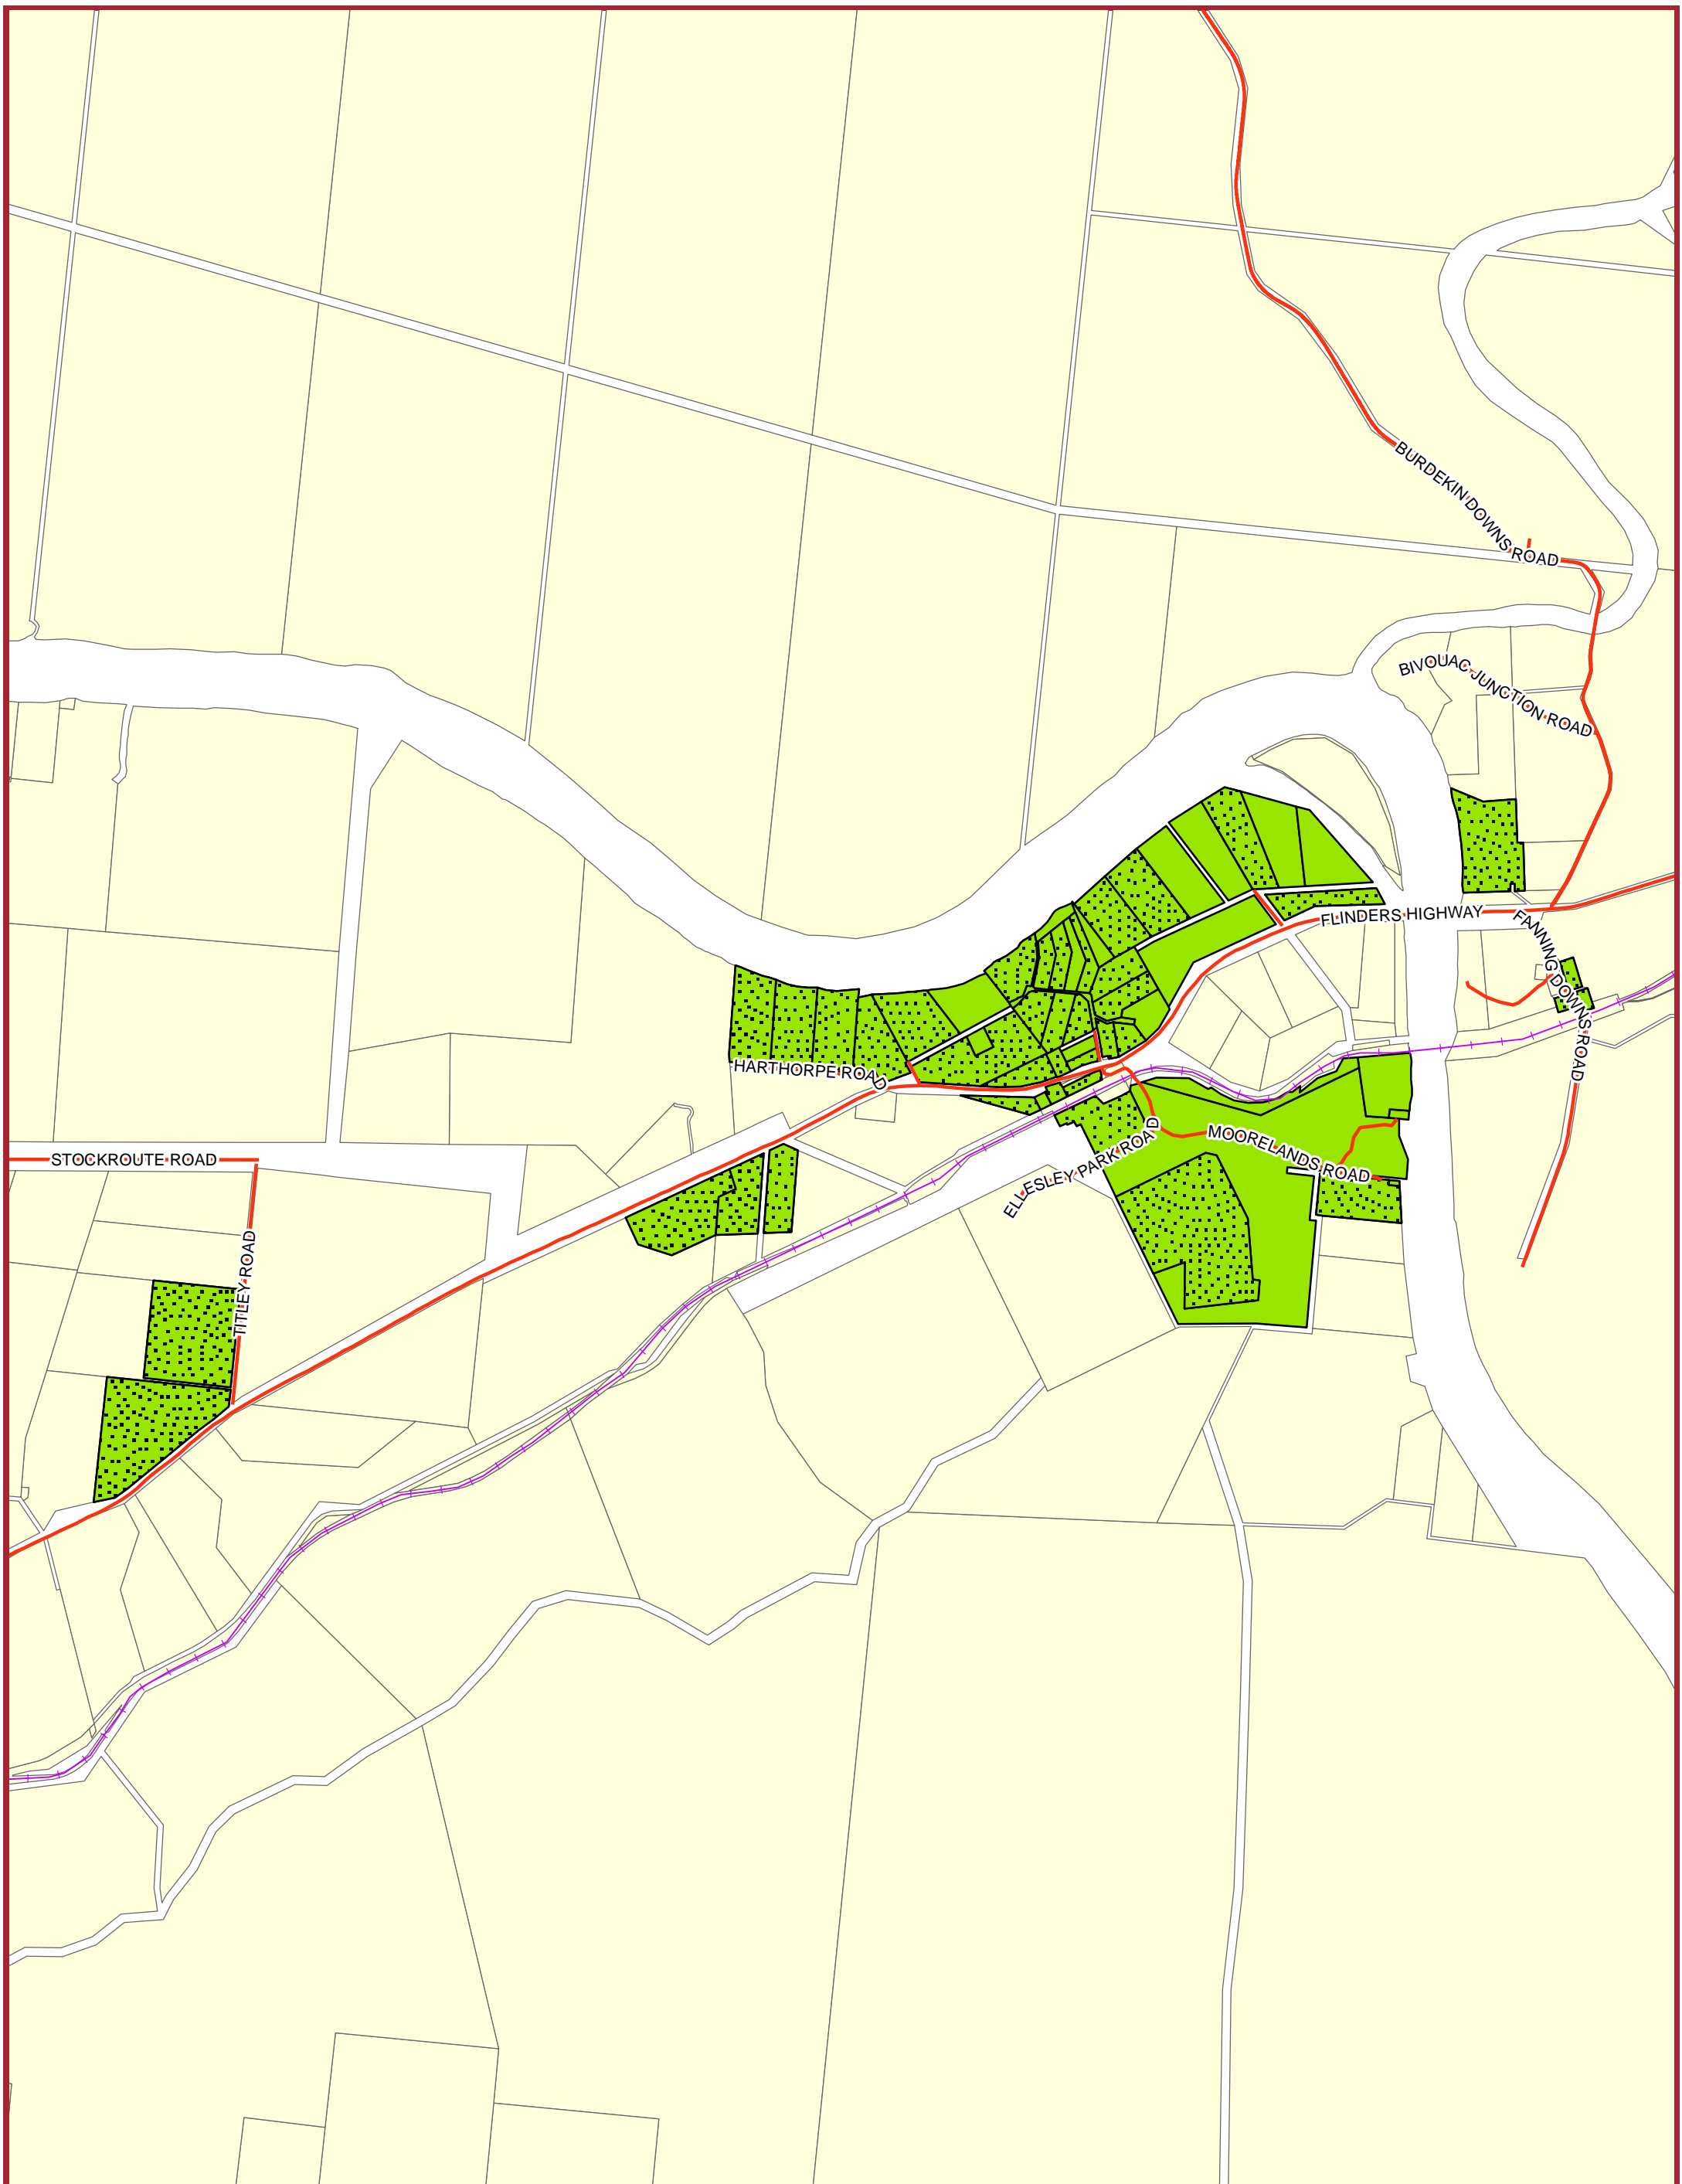 BURDEKIN DOWNS ROAD
BIVOUAC JUNCTION ROAD
FLINDERS HIGHWAY
FANNING DOWNS ROAD
HARTHORPE ROAD
MOORELANDS ROAD
ELLESLEY PARK ROAD
STOCKROUTE ROAD
TITLEY ROAD